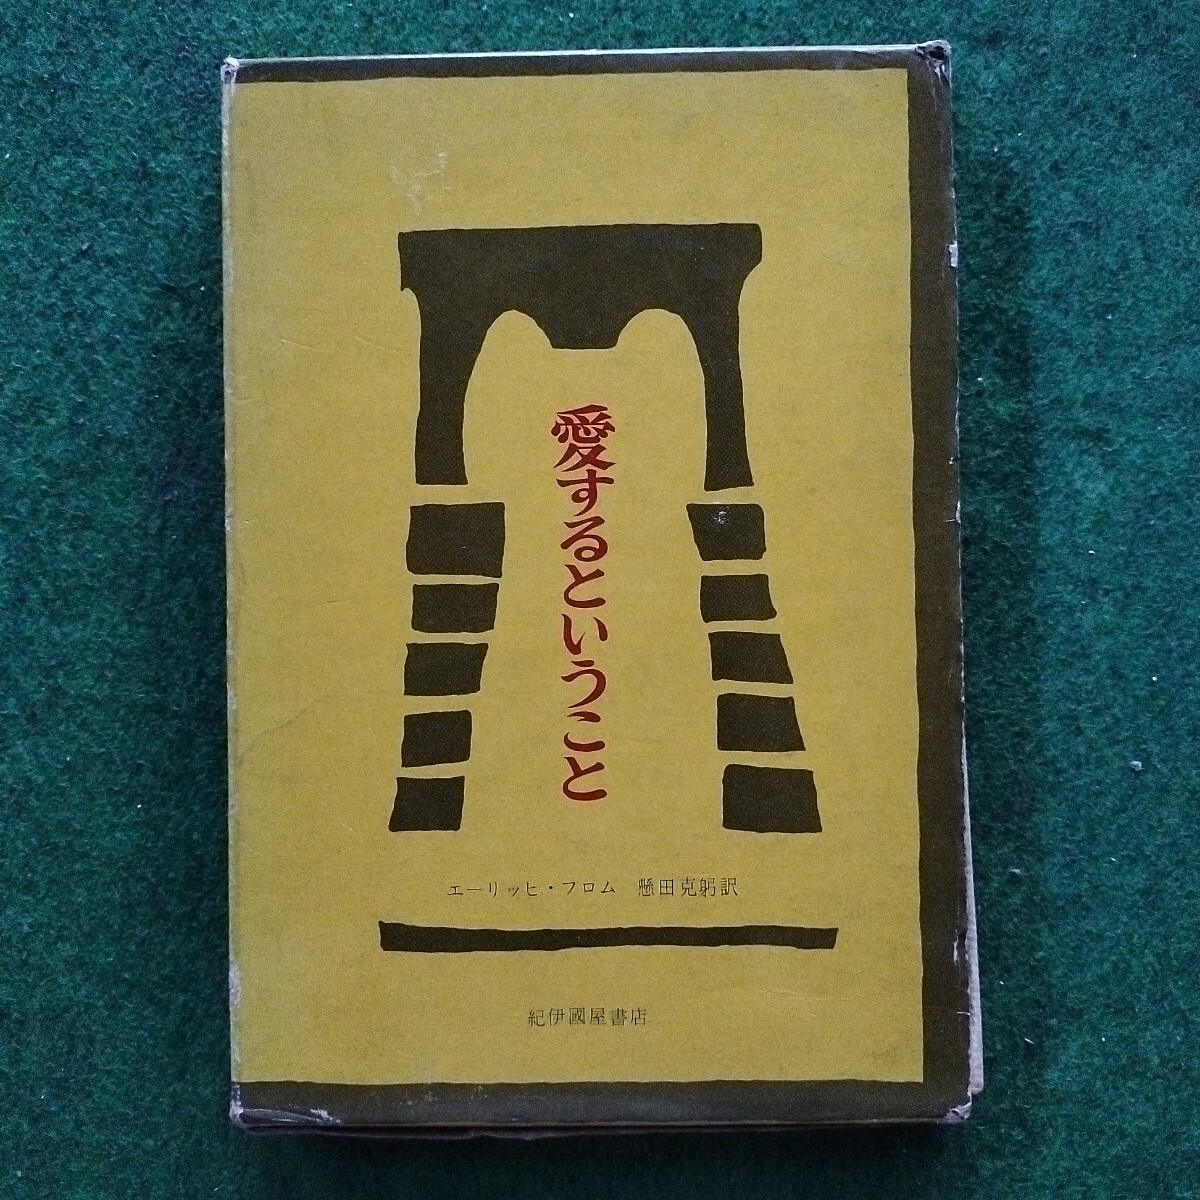 愛するということ
エーリッヒ・フロム 懸田克躬訳
紀伊國屋書店